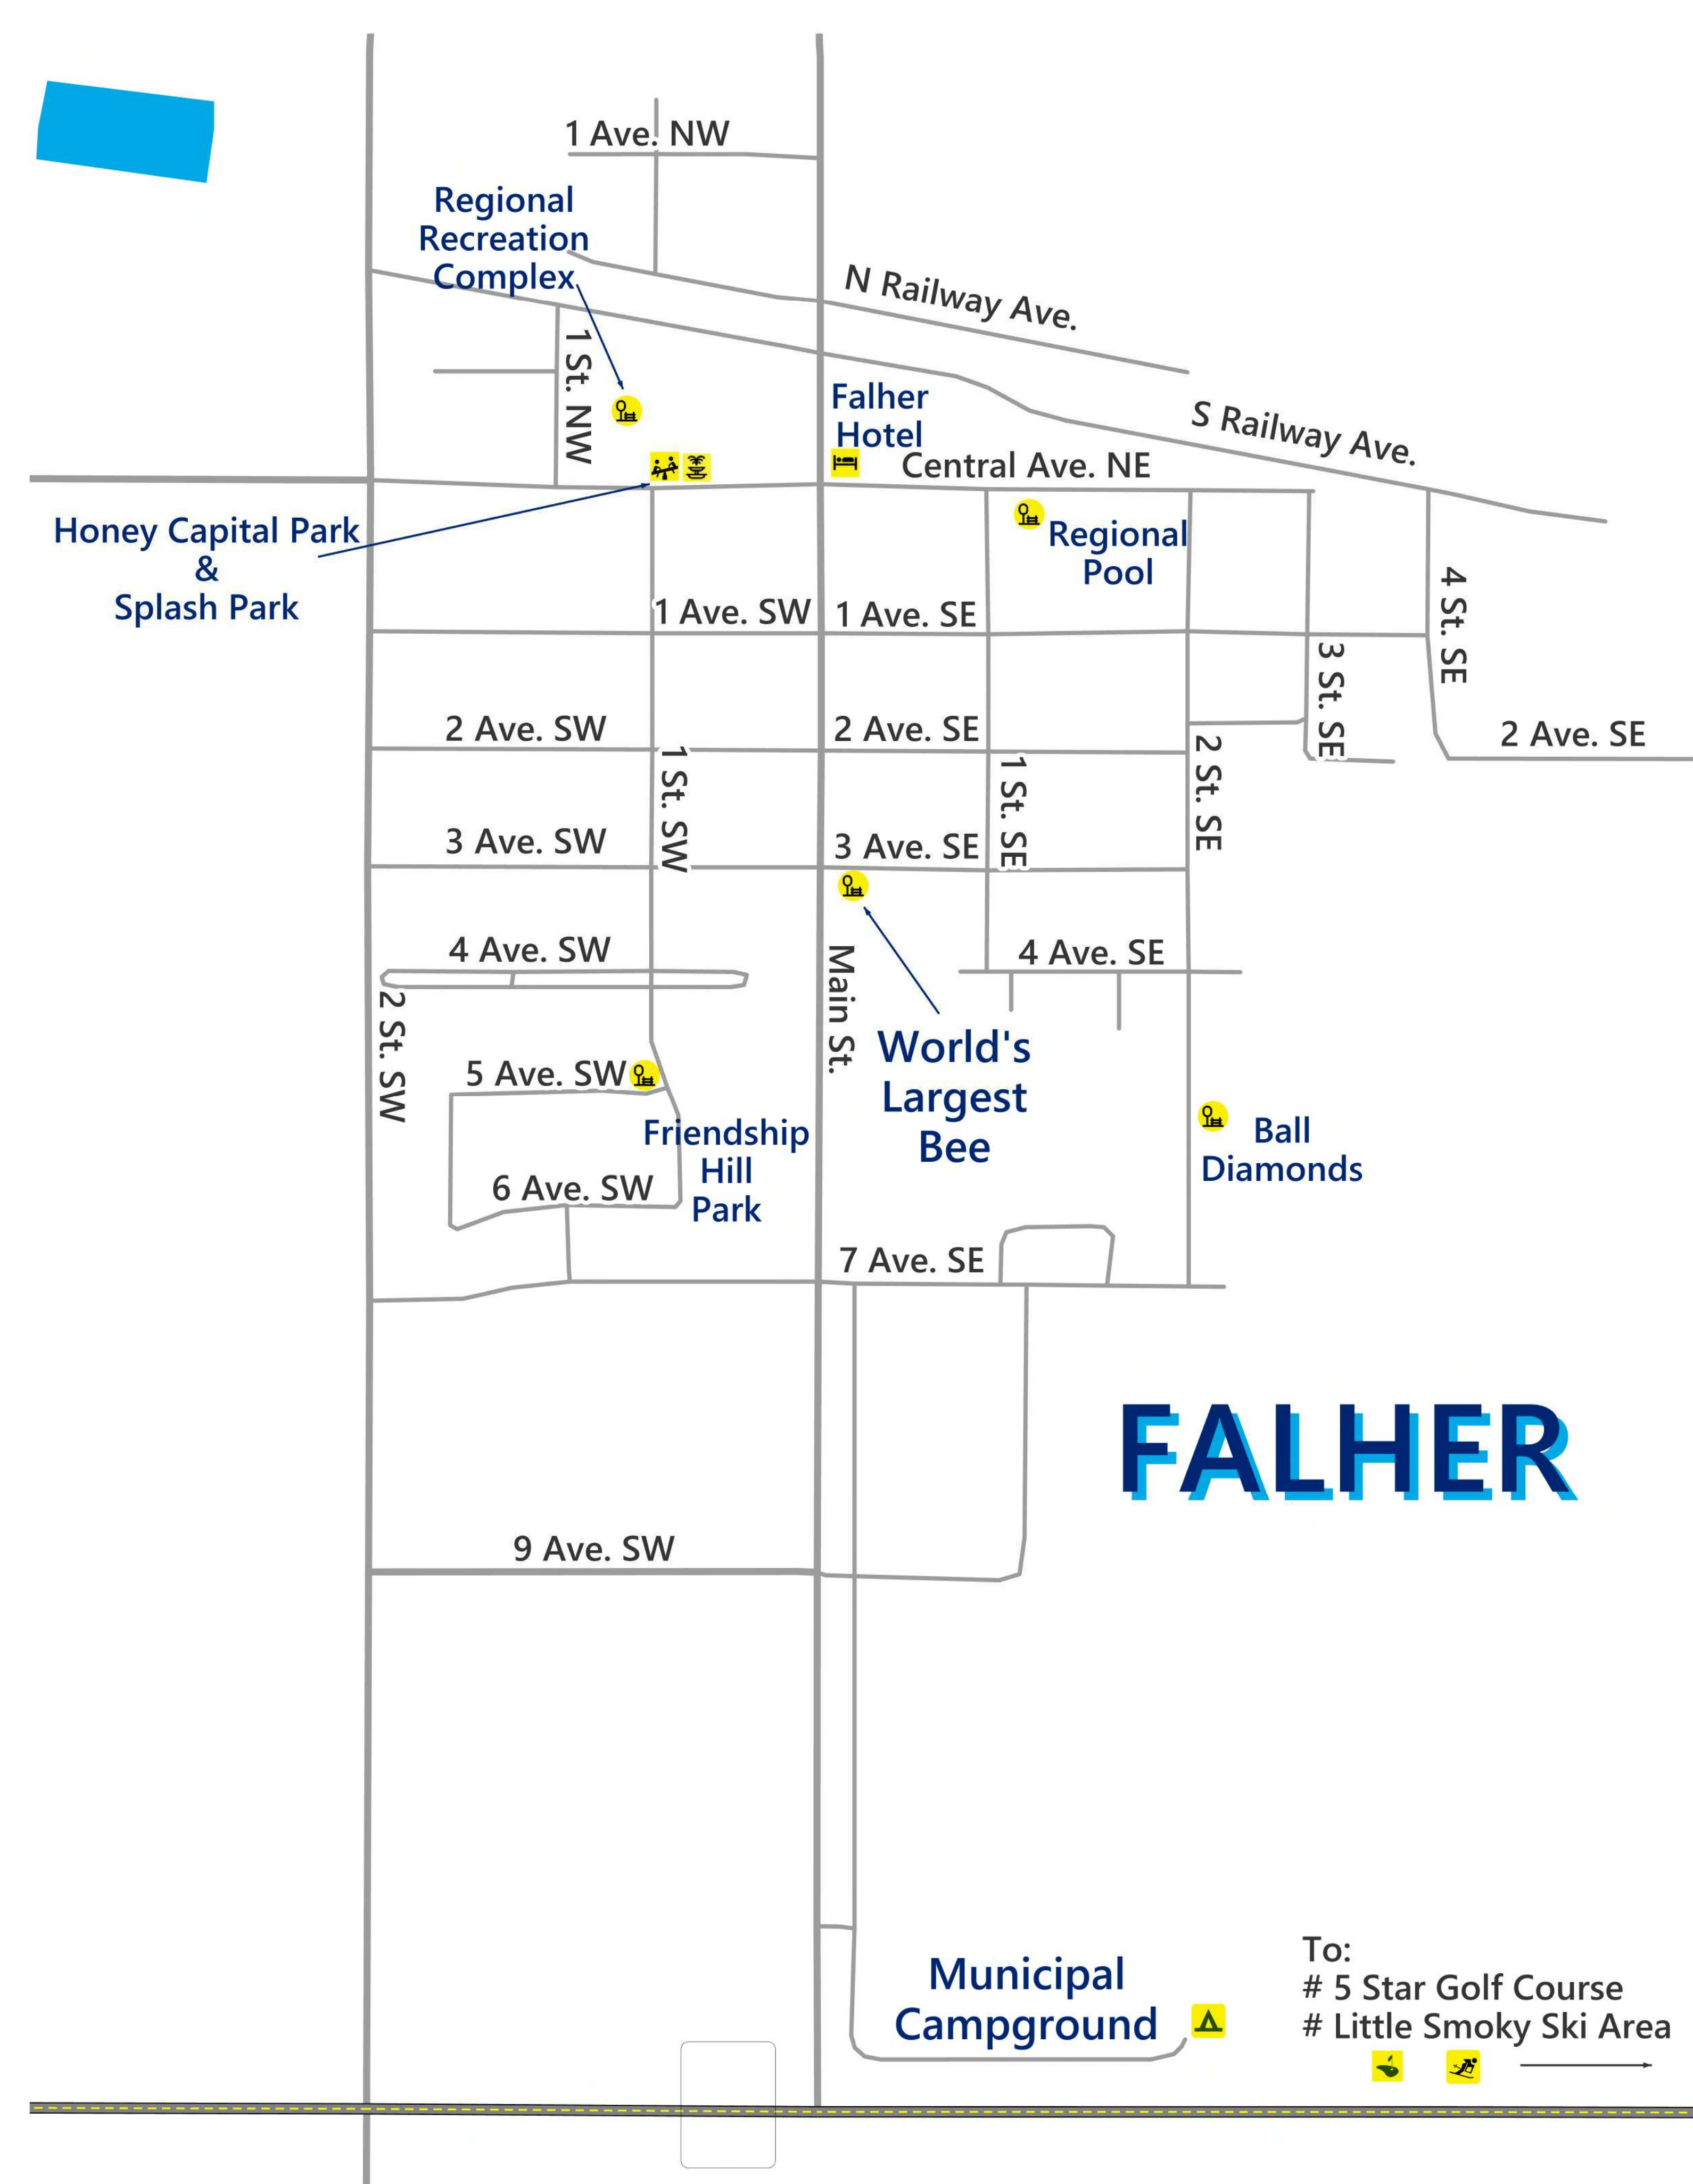 1 Ave. NW
Regional
Recreation
Complex
N Railway Ave.
1 St. NW
Falher
Hotel
S Railway Ave.
Central Ave. NE
Honey Capital Park
&
Splash Park
Regional
Pool
4 St. SE
1 Ave. SW
1 Ave. SE
3 St. SE
2 Ave. SW
2 Ave. SE
2 Ave. SE
1 St. SW
1 St. SE
2 St. SE
3 Ave. SW
3 Ave. SE
4 Ave. SW
4 Ave. SE
Main St.
2 St. SW
World's
Largest
Bee
5 Ave. SW
Friendship
Hill
Park
Ball
Diamonds
6 Ave. SW
7 Ave. SE
FALHER
9 Ave. SW
Municipal
Campground
To:
# 5 Star Golf Course
# Little Smoky Ski Area